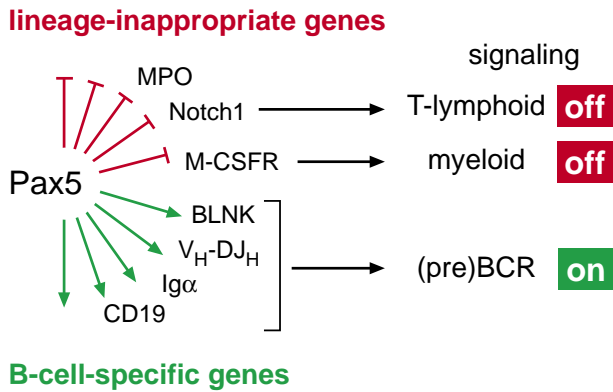 lineage-inappropriate genes
signaling
MPO
Notch1
T-lymphoid off
M-CSFR
myeloid off
Pax5
BLNK
VH-DJH
Igα
CD19
(pre)BCR on
B-cell-specific genes